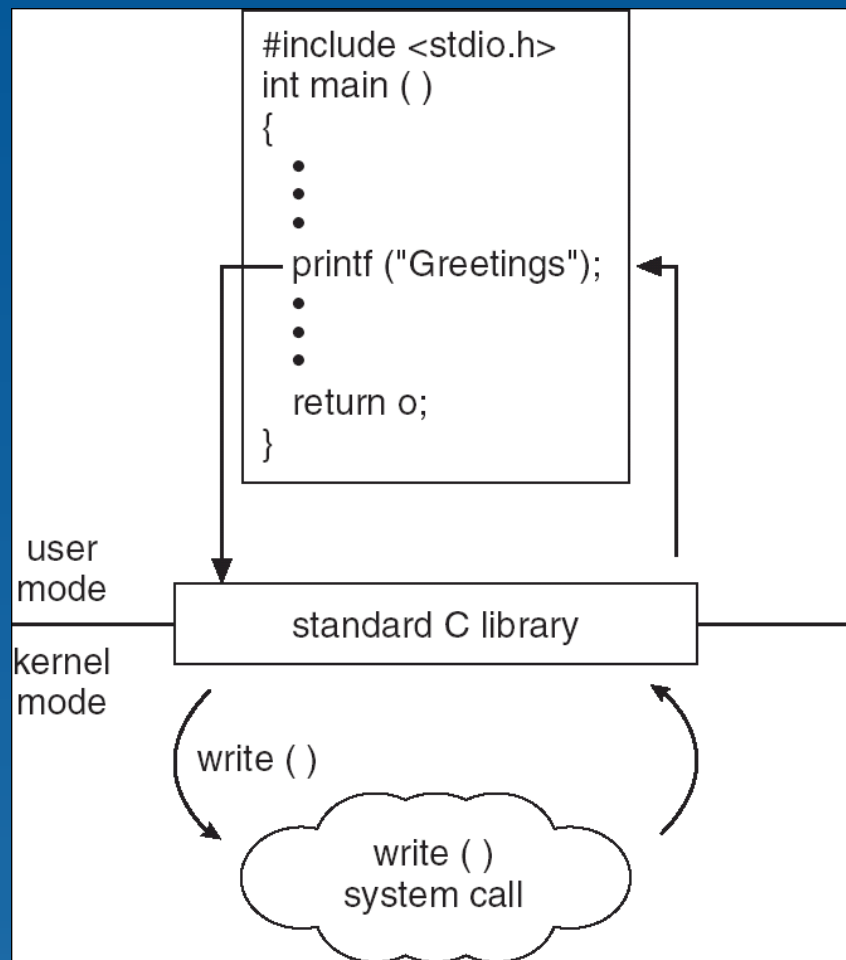 #include <stdio.h>
int main ( )
{
•
•
•
printf ("Greetings");
•
•
•
return o;
}
user
mode
standard C library
kernel
mode
write ( )
write ( )
system call